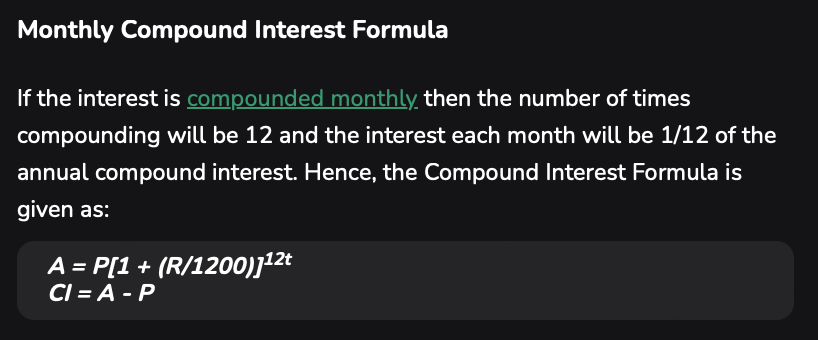 Monthly Compound Interest Formula
If the interest is compounded monthly then the number of times
compounding will be 12 and the interest each month will be 1/12 of the
annual compound interest. Hence, the Compound Interest Formula is
given as:
A = P[1 + (R/1200)]¹²ᵗ
CI = A - P